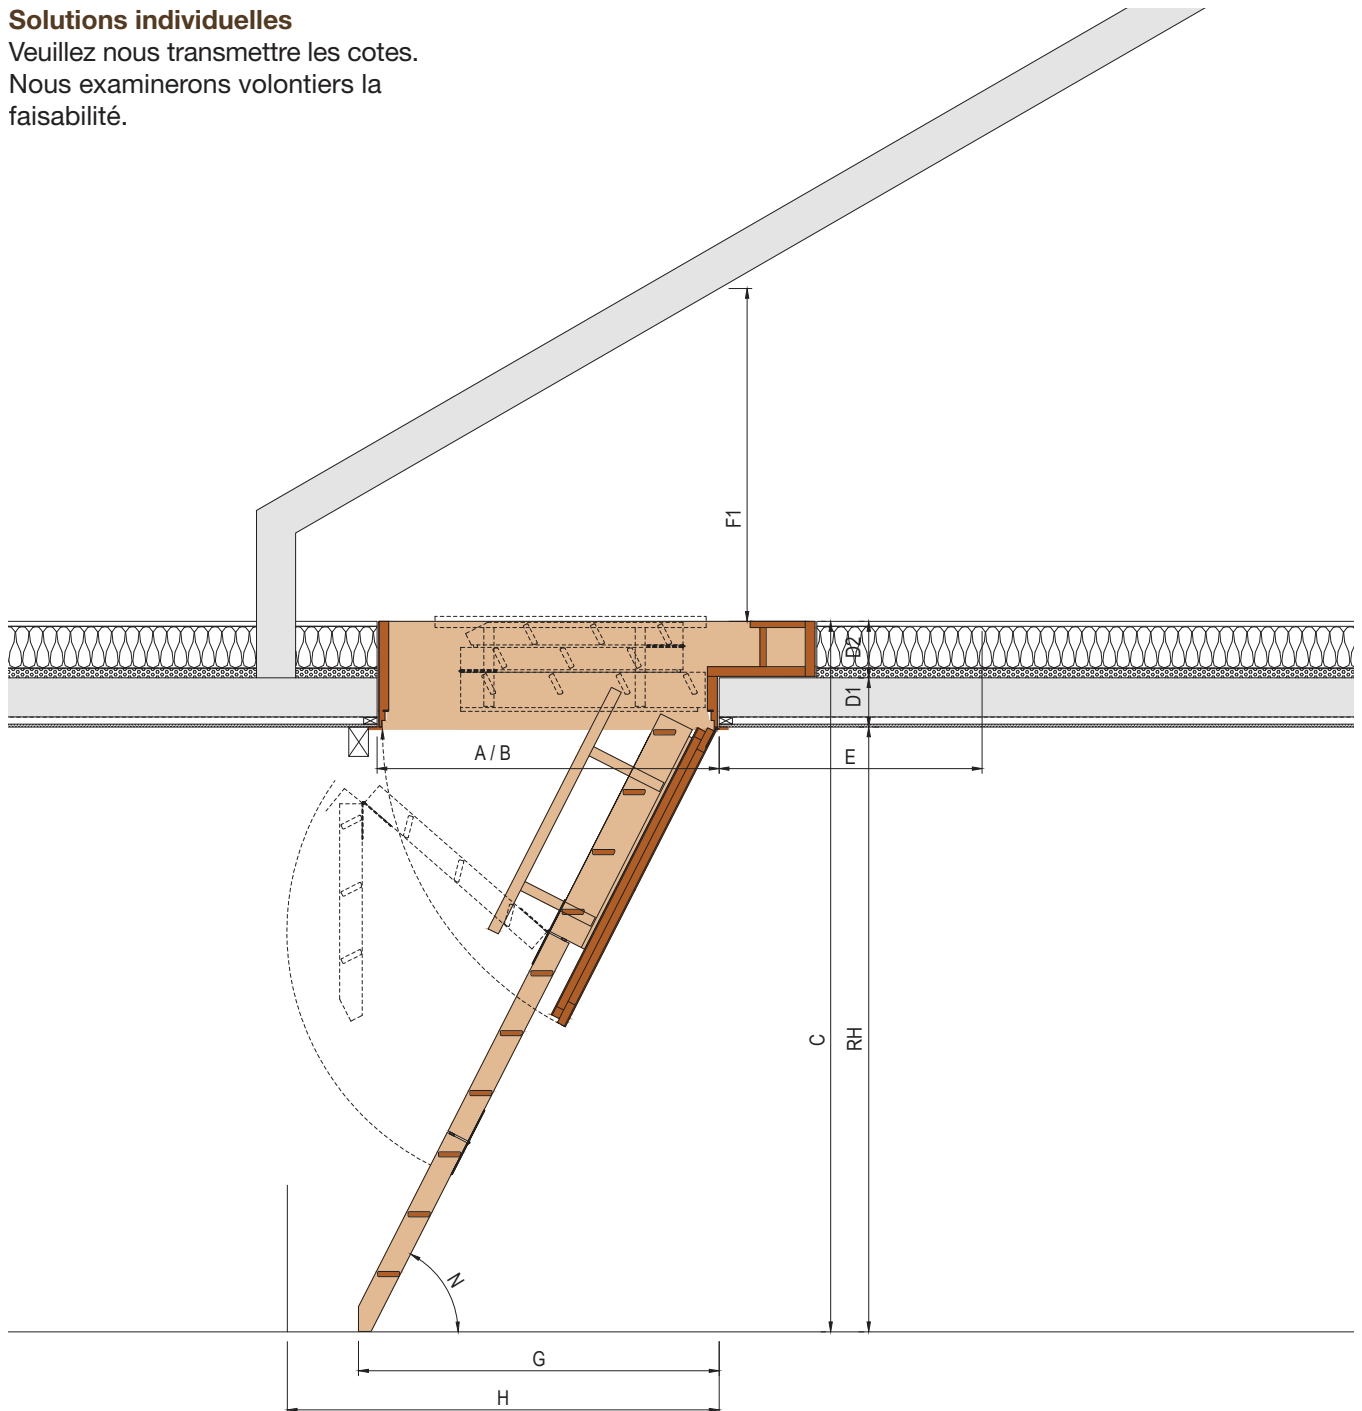 Solutions individuelles
Veuillez nous transmettre les cotes.
Nous examinerons volontiers la
faisabilité.
F1
D2
D1
A / B
E
C
RH
N
G
H